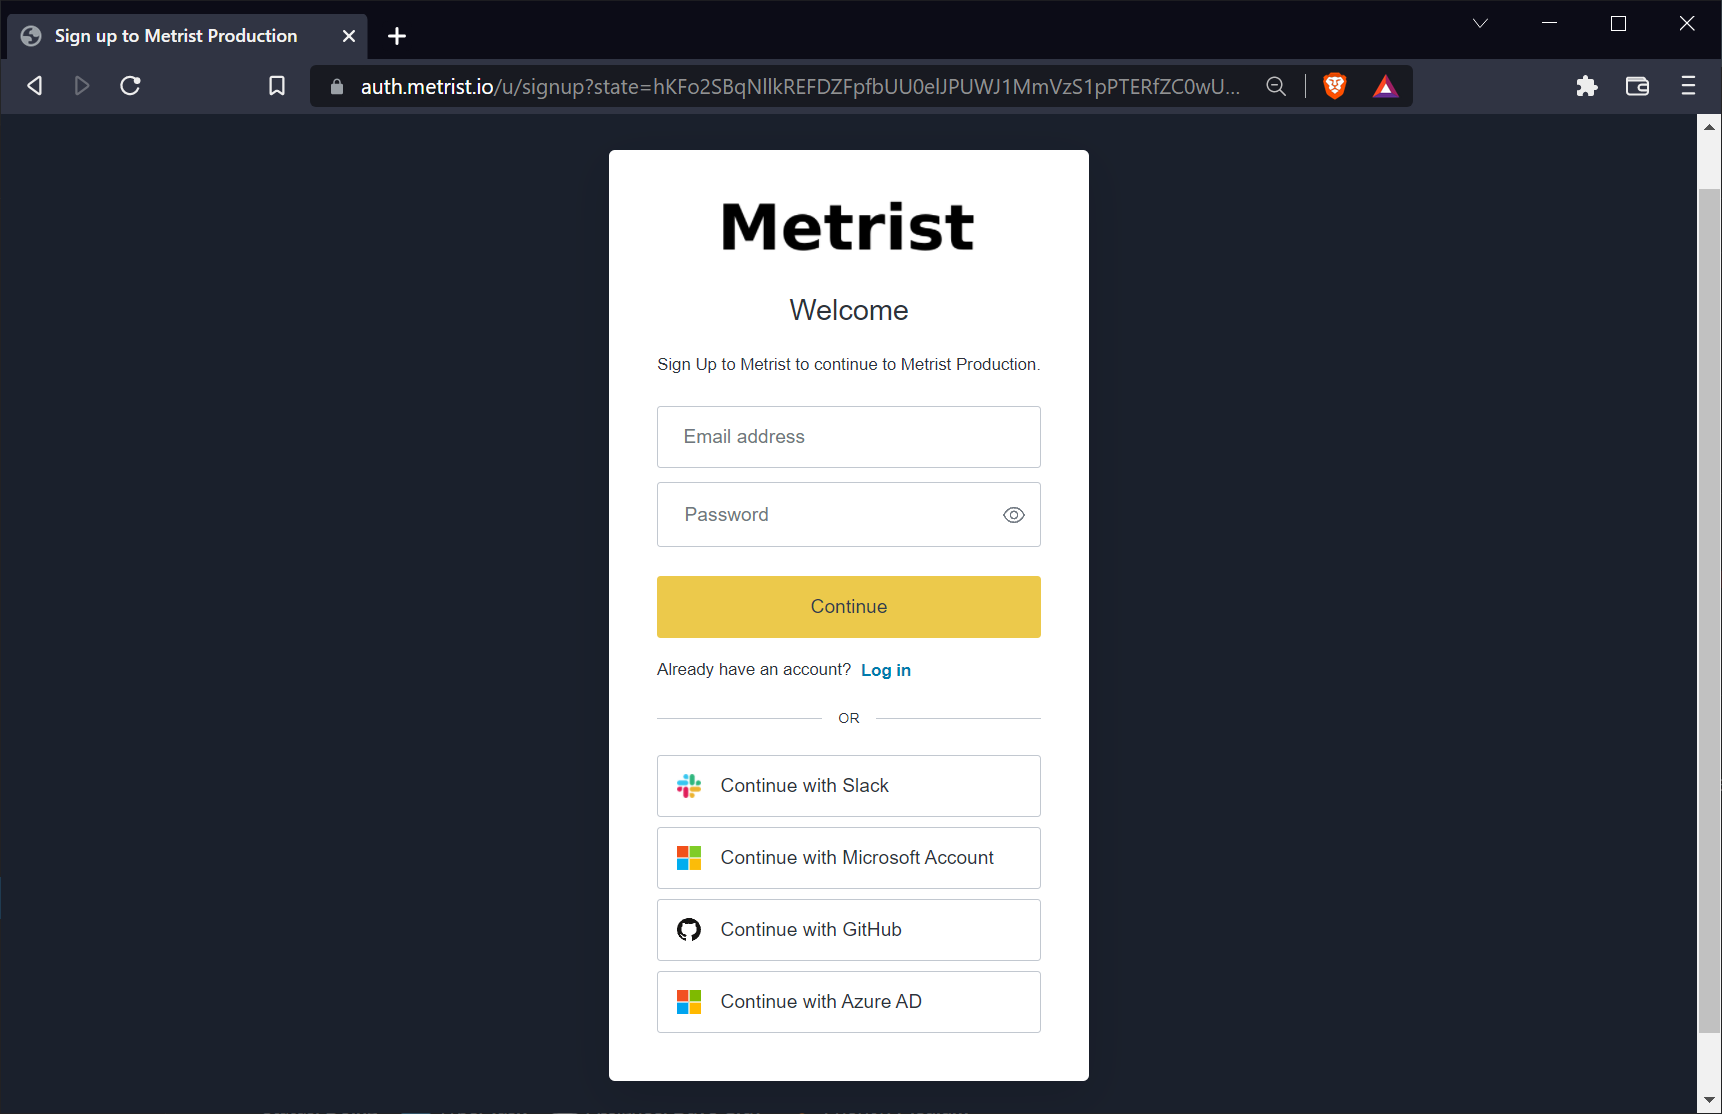 Sign up to Metrist Production
auth.metrist.io/u/signup?state=hKFo2SBqNllkREFDZFpfbUU0elJPUWJ1MmVzS1pPTERfZC0wU...
Metrist
Welcome
Sign Up to Metrist to continue to Metrist Production.
Email address
Password
Continue
Already have an account? Log in
OR
Continue with Slack
Continue with Microsoft Account
Continue with GitHub
Continue with Azure AD